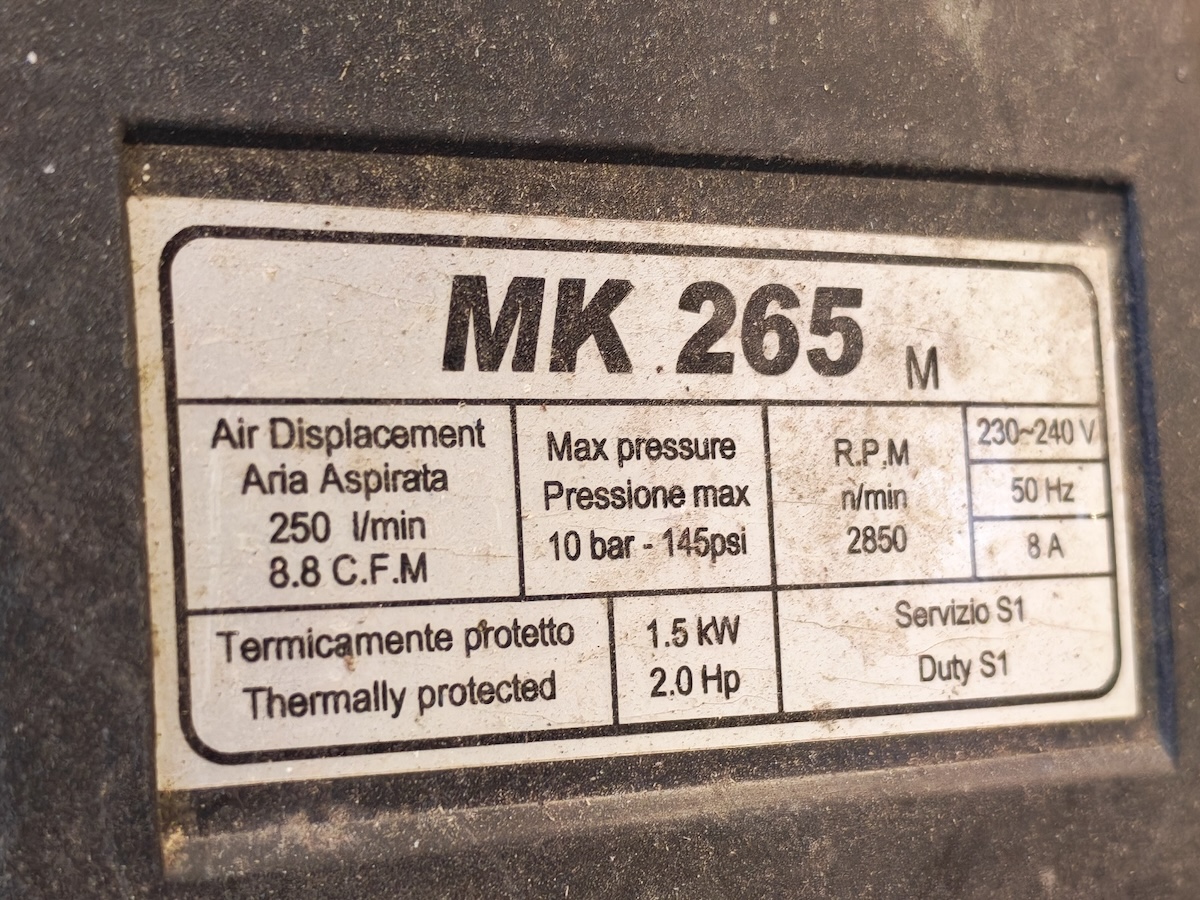 MK 265 M
Air Displacement
Aria Aspirata
250 l/min
8.8 C.F.M
Max pressure
Pressione max
10 bar - 145psi
R.P.M
n/min
2850
230~240 V
50 Hz
8 A
Termicamente protetto
Thermally protected
1.5 kW
2.0 Hp
Servizio S1
Duty S1